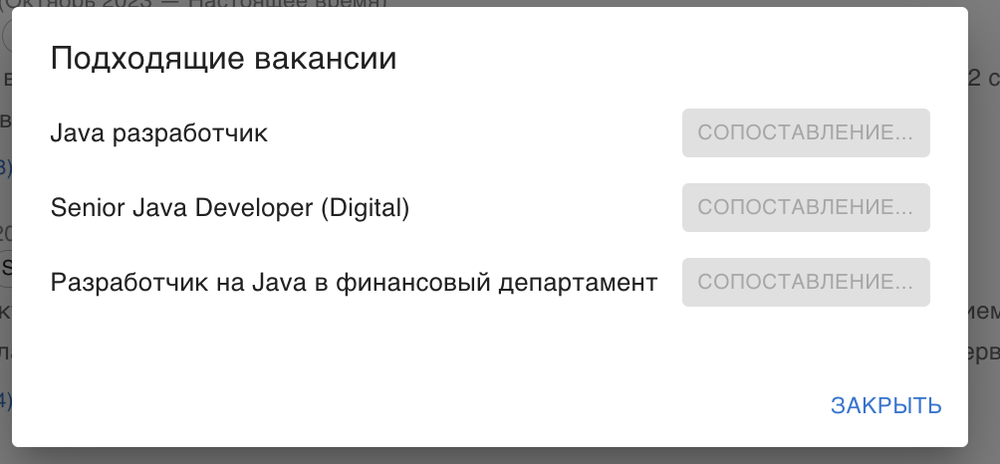 (Октябрь 2023 — Настоящее время)
Подходящие вакансии
Java разработчик
СОПОСТАВЛЕНИЕ...
Senior Java Developer (Digital)
СОПОСТАВЛЕНИЕ...
Разработчик на Java в финансовый департамент
СОПОСТАВЛЕНИЕ...
ЗАКРЫТЬ